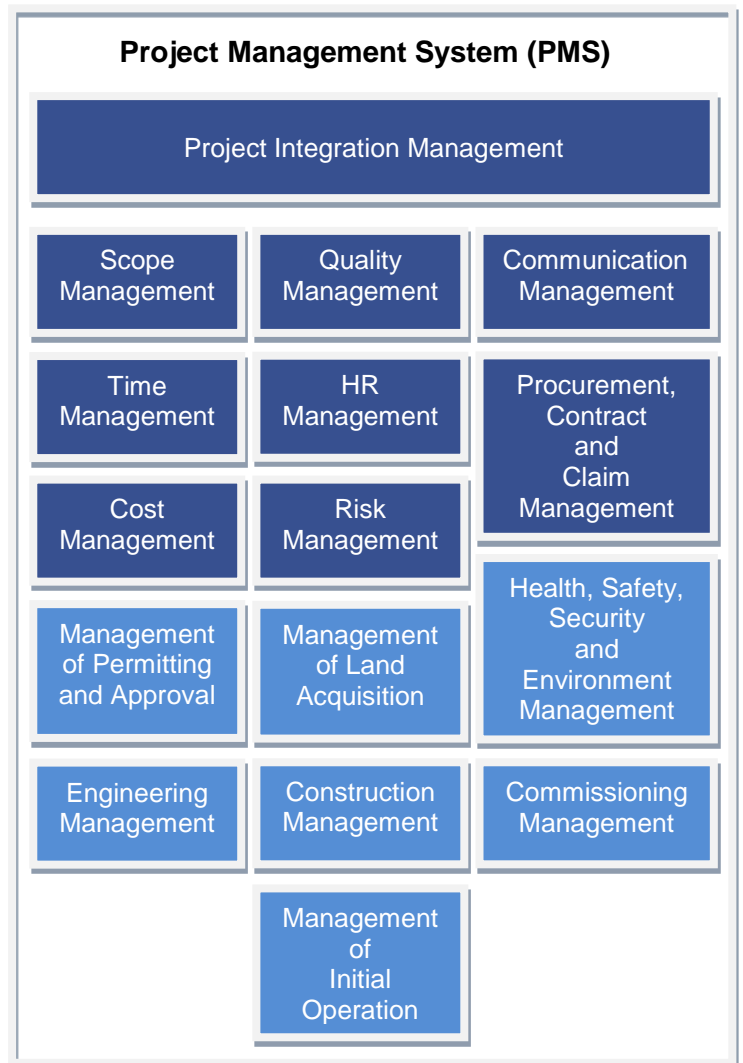 Project Management System (PMS)
Project Integration Management
Scope
Management
Quality
Management
Communication
Management
Time
Management
HR
Management
Procurement,
Contract
and
Claim
Management
Cost
Management
Risk
Management
Management
of Permitting
and Approval
Management
of Land
Acquisition
Health, Safety,
Security
and
Environment
Management
Engineering
Management
Construction
Management
Commissioning
Management
Management
of
Initial
Operation